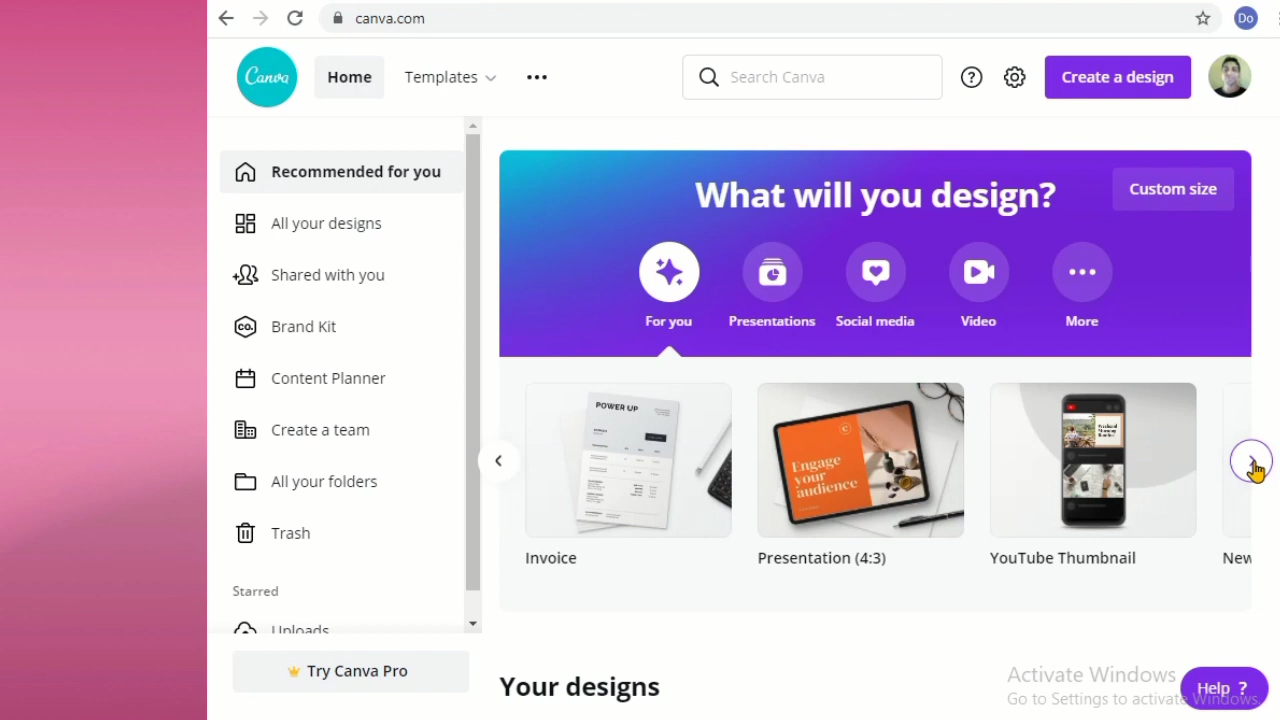 canva.com
Do
Canva
Home
Templates
Search Canva
Create a design
Recommended for you
All your designs
Shared with you
Brand Kit
CO.
Content Planner
Create a team
All your folders
Trash
Starred
Uploads
Try Canva Pro
What will you design?
Custom size
For you
Presentations
Social media
Video
More
POWER UP
Engage
your
audience
Invoice
Presentation (4:3)
YouTube Thumbnail
New
Your designs
Activate Windows
Go to Settings to activate Windows.
Help ?